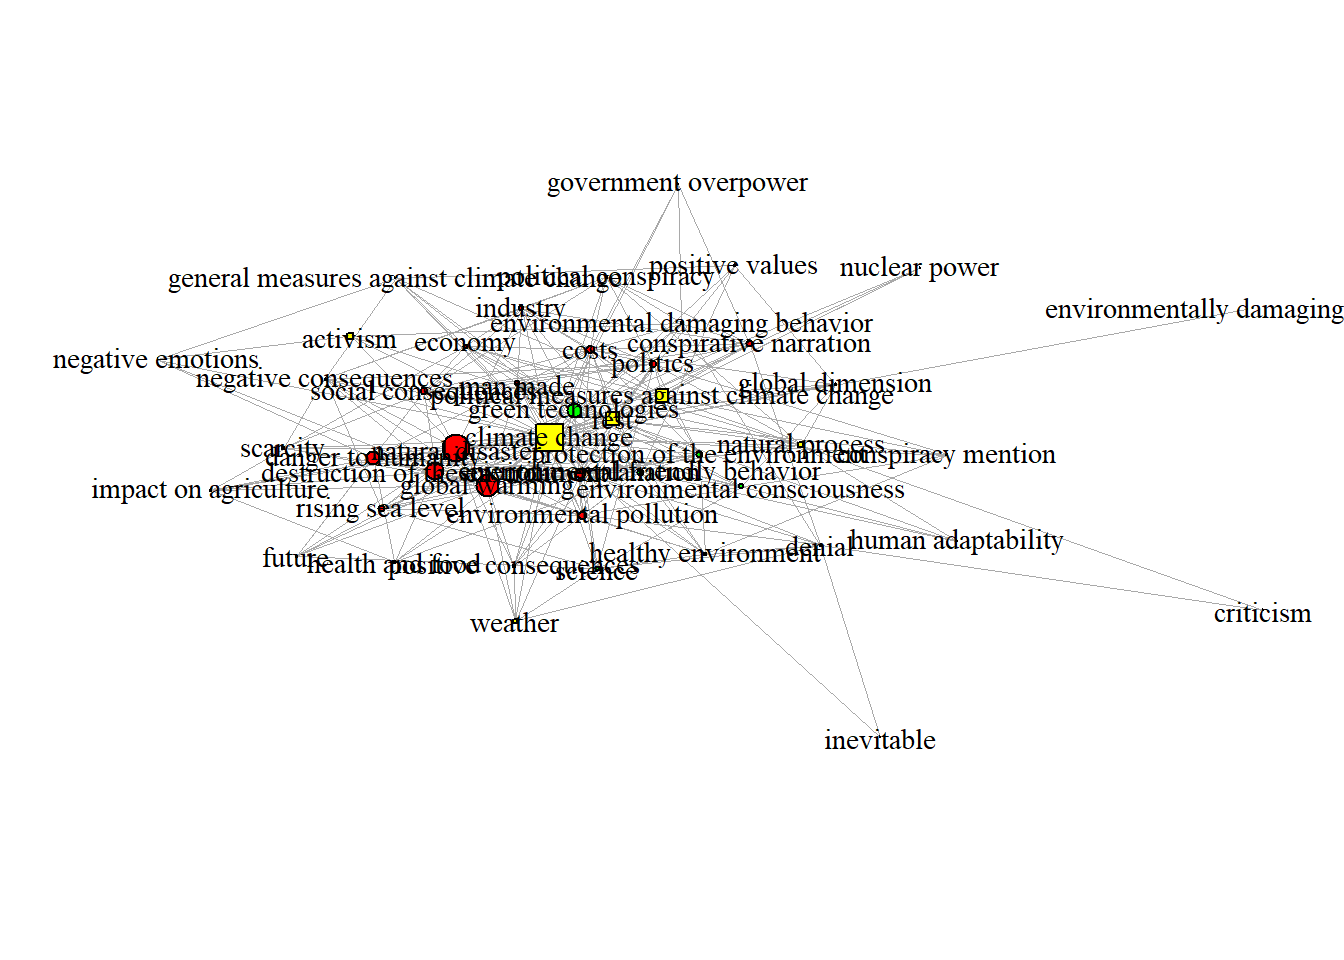 government overpower
positive values
nuclear power
general measures against climate change
political conspiracy
industry
environmentally damaging
environmental damaging behavior
activism
economy
costs
conspirative narration
negative emotions
politics
negative consequences
man made
global dimension
social consequences
political measures against climate change
green technologies
rest
climate change
scarcity
natural disaster
natural process
danger to humanity
protection of the environment
conspiracy mention
destruction of the
friendly behavior
impact on agriculture
global warming
environmental consciousness
rising sea level
environmental pollution
human adaptability
future
health and food
positive consequences
science
healthy environment
denial
criticism
weather
inevitable